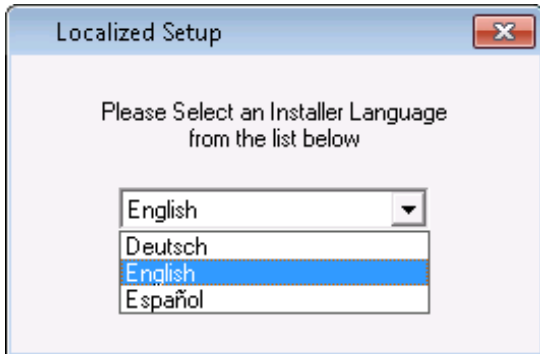 Localized Setup
Please Select an Installer Language
from the list below
English
Deutsch
English
Español